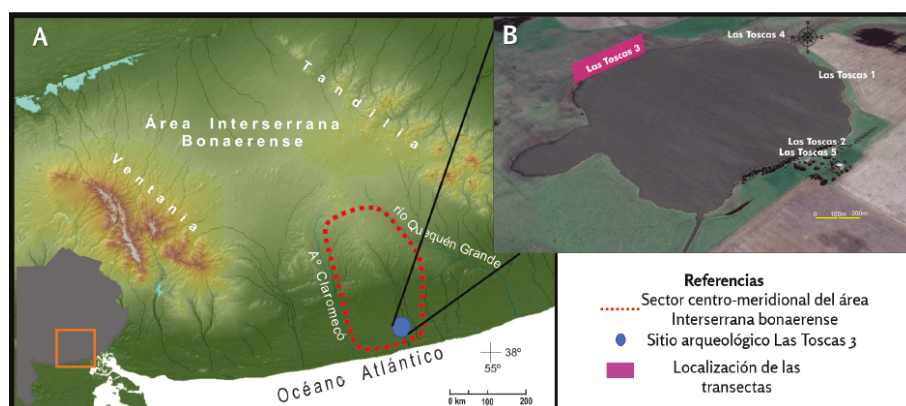 A
Tandilia
Área Interserrana
Bonaerense
Ventania
río Quequén Grande
Aº Claromecó
Océano Atlántico
38º
55º
0 km 100 200
B
Las Toscas 4
Las Toscas 3
Las Toscas 1
Las Toscas 2
Las Toscas 5
0 100m 200m
Referencias
Sector centro-meridional del área
Interserrana bonaerense
Sitio arqueológico Las Toscas 3
Localización de las
transectas